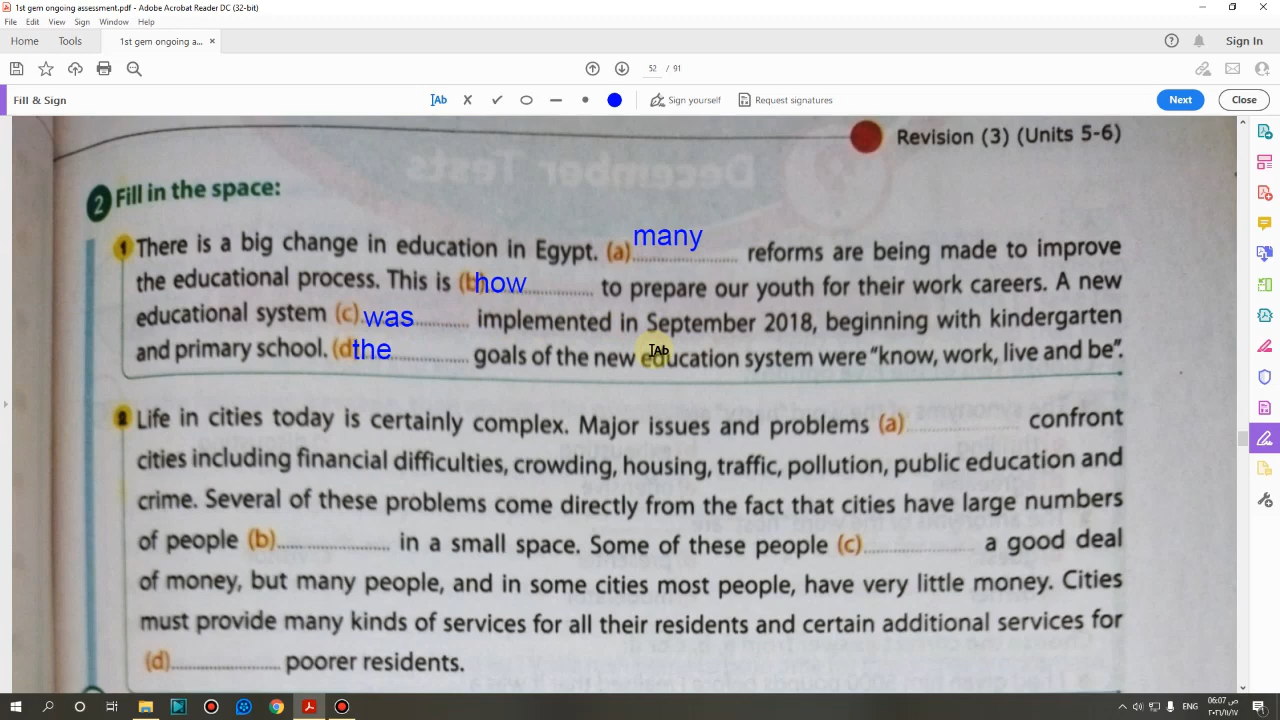 1st gem ongoing assessment.pdf - Adobe Acrobat Reader DC (32-bit)
File Edit View Sign Window Help
Home Tools 1st gem ongoing a... ×
Sign In
52 / 91
Fill & Sign
Ab
Sign yourself
Request signatures
Next
Close
Revision (3) (Units 5-6)
2 Fill in the space:
1 There is a big change in education in Egypt. (a) many reforms are being made to improve
the educational process. This is (b) how to prepare our youth for their work careers. A new
educational system (c) was implemented in September 2018, beginning with kindergarten
and primary school. (d the goals of the new education system were "know, work, live and be".
2 Life in cities today is certainly complex. Major issues and problems (a)............ confront
cities including financial difficulties, crowding, housing, traffic, pollution, public education and
crime. Several of these problems come directly from the fact that cities have large numbers
of people (b)............ in a small space. Some of these people (c)............ a good deal
of money, but many people, and in some cities most people, have very little money. Cities
must provide many kinds of services for all their residents and certain additional services for
(d)............ poorer residents.
ENG
06:07 ص